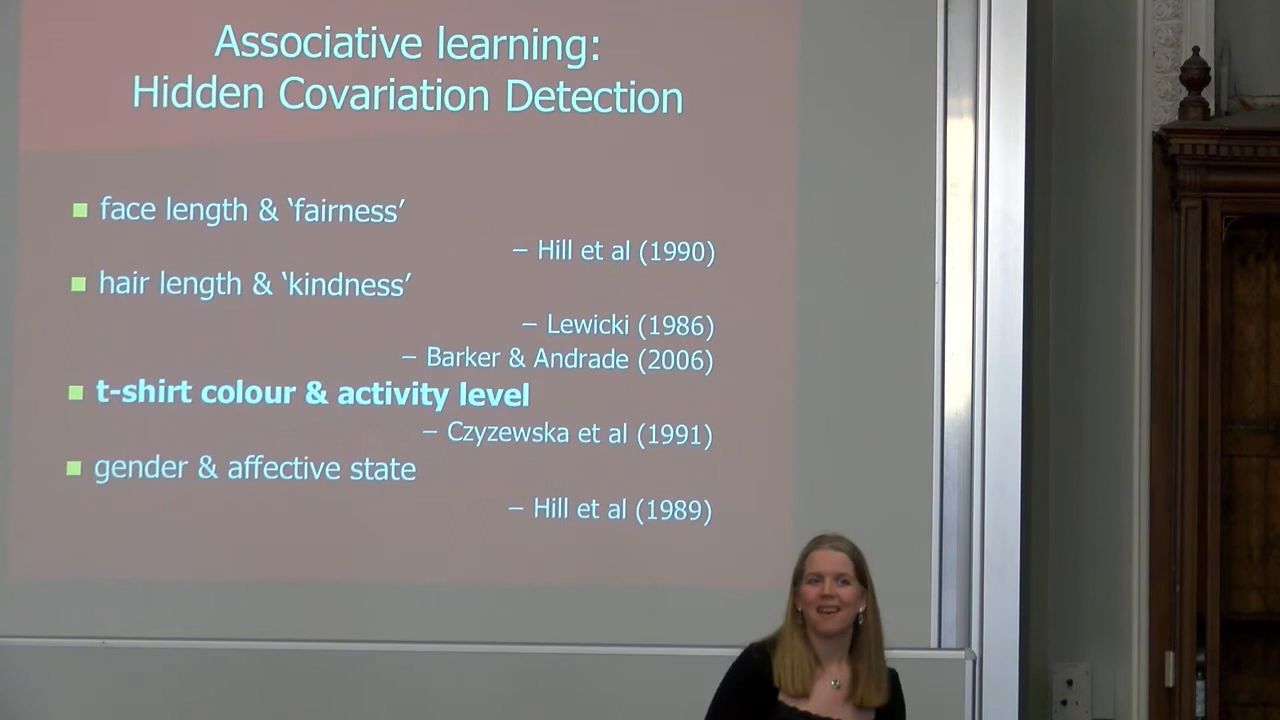 Associative learning:
Hidden Covariation Detection
face length & ‘fairness’
– Hill et al (1990)
hair length & ‘kindness’
– Lewicki (1986)
– Barker & Andrade (2006)
t-shirt colour & activity level
– Czyzewska et al (1991)
gender & affective state
– Hill et al (1989)